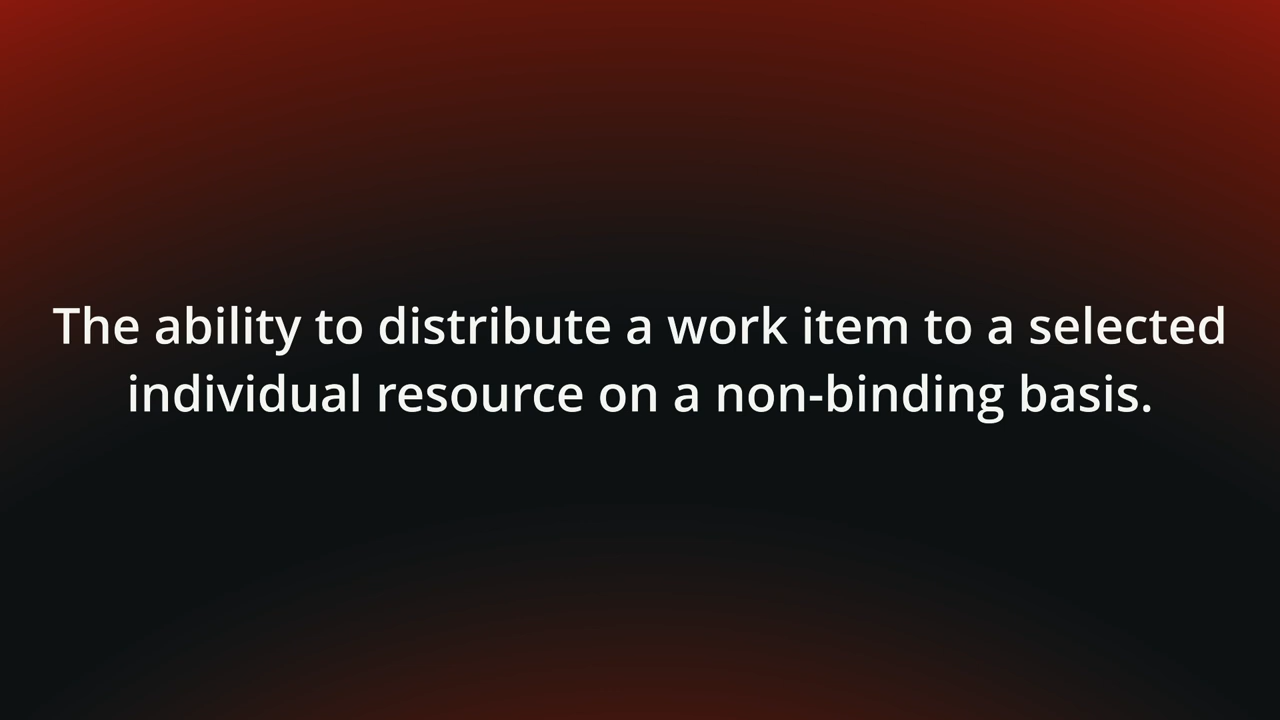 The ability to distribute a work item to a selected
individual resource on a non-binding basis.